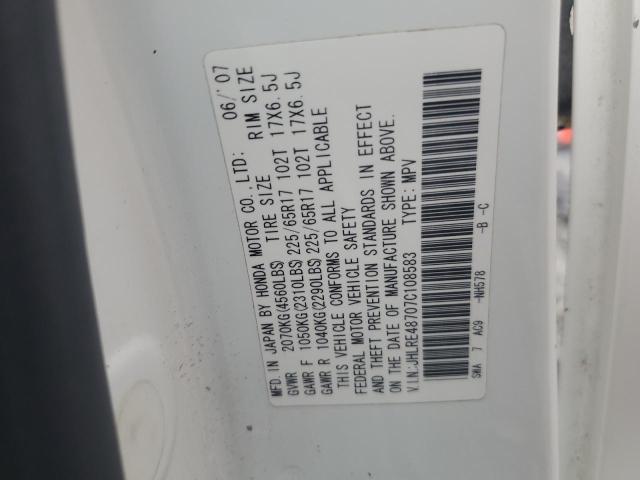 MFD. IN JAPAN BY HONDA MOTOR CO., LTD: 06/'07
GVWR 2070KG(4560LBS) TIRE SIZE RIM SIZE
GAWR F 1050KG(2310LBS) 225/65R17 102T 17X6.5J
GAWR R 1040KG(2290LBS) 225/65R17 102T 17X6.5J
THIS VEHICLE CONFORMS TO ALL APPLICABLE
FEDERAL MOTOR VEHICLE SAFETY
AND THEFT PREVENTION STANDARDS IN EFFECT
ON THE DATE OF MANUFACTURE SHOWN ABOVE.
V.I.N:JHLRE48707C108583 TYPE: MPV
SWA 7 AC9 -NH578 -B -C